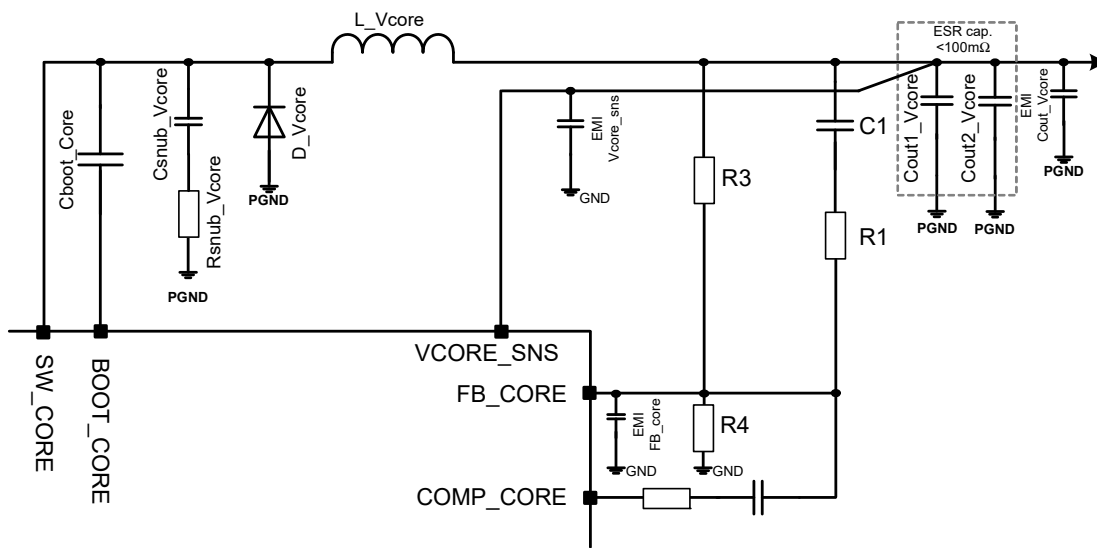 L_Vcore
ESR cap.
<100mΩ
Cboot_Core
Csnub_Vcore
Rsnub_Vcore
D_Vcore
PGND
PGND
EMI
Vcore_sns
GND
R3
C1
R1
Cout1_Vcore
Cout2_Vcore
EMI
Cout_Vcore
PGND
PGND
PGND
SW_CORE
BOOT_CORE
VCORE_SNS
FB_CORE
EMI
FB_core
GND
R4
GND
COMP_CORE